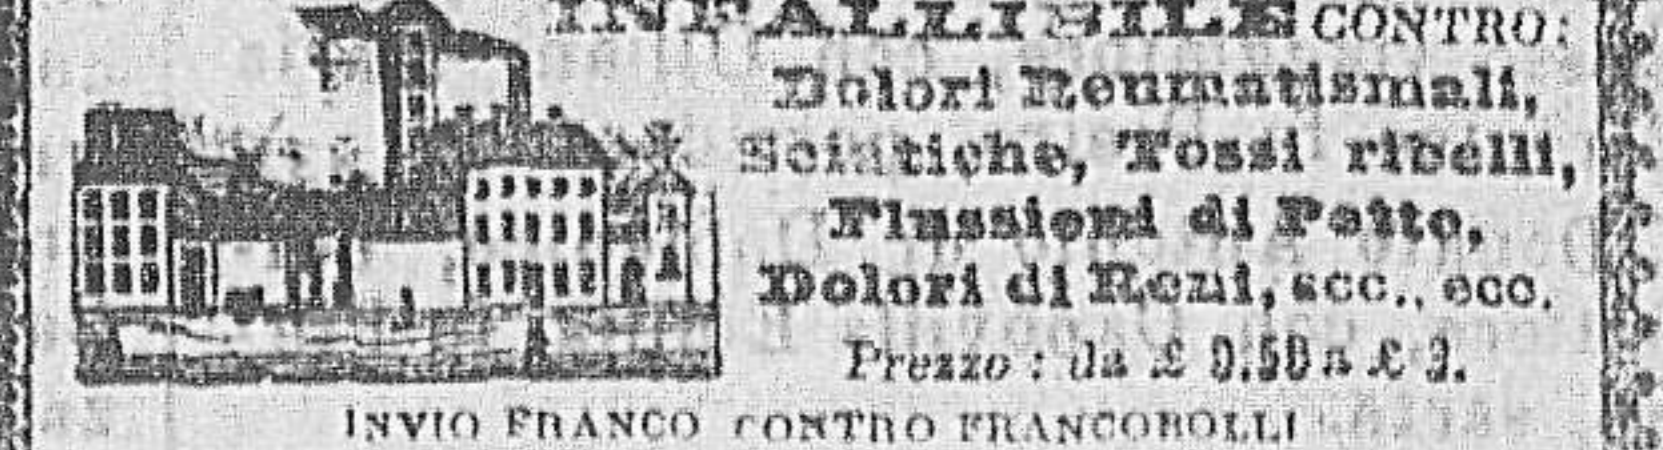 INFALLIBILE CONTRO:
Dolori Reumatismali,
Sciatiche, Tossi ribelli,
Flussioni di Petto,
Dolori di Reni, ecc., ecc.
Prezzo: da £ 0.50 a £
INVIO FRANCO CONTRO FRANCOBOLLI